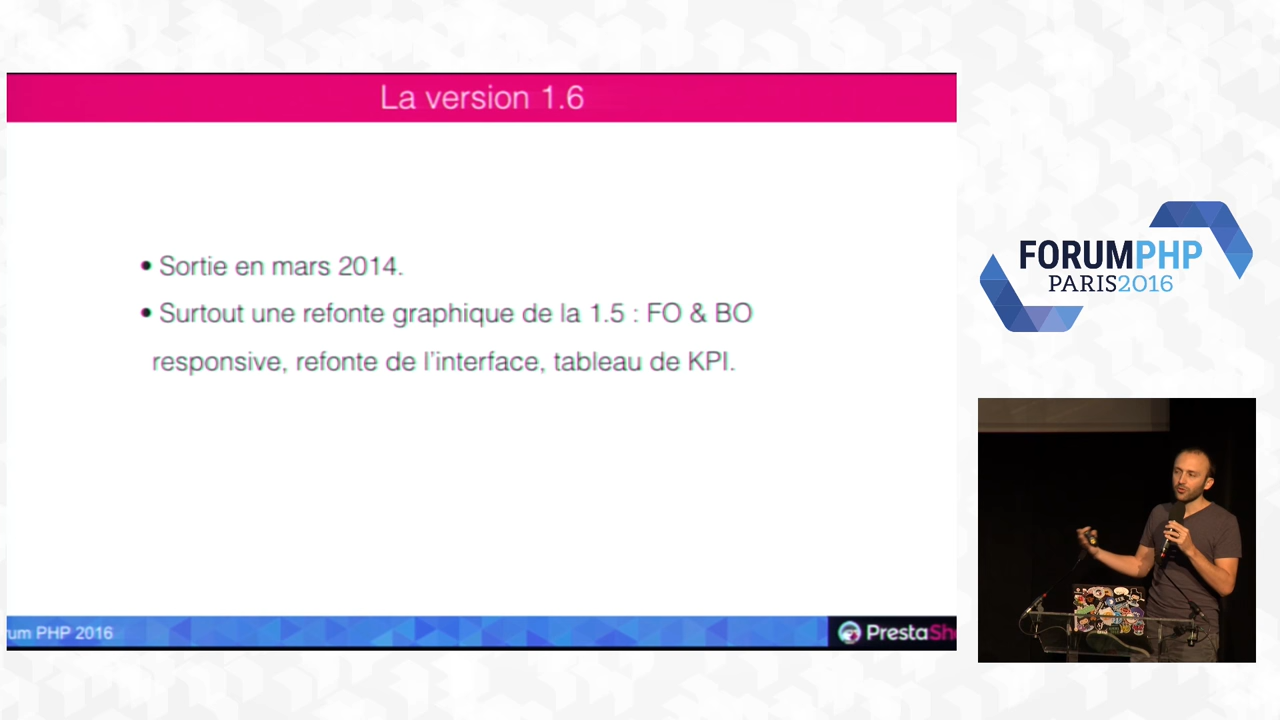 La version 1.6
• Sortie en mars 2014.
• Surtout une refonte graphique de la 1.5 : FO & BO
responsive, refonte de l'interface, tableau de KPI.
um PHP 2016
PrestaSh
FORUMPHP
PARIS2016